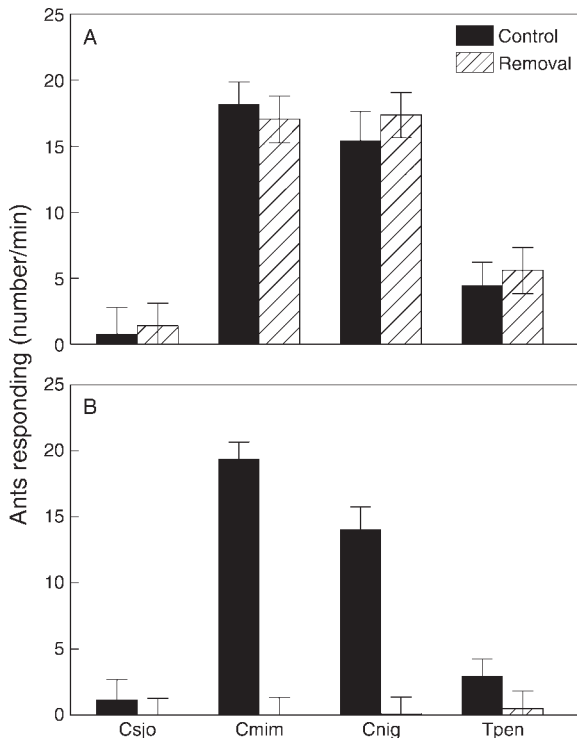 Ants responding (number/min)
A
Control
Removal
25
20
15
10
5
0
B
25
20
15
10
5
0
Csjo Cmim Cnig Tpen